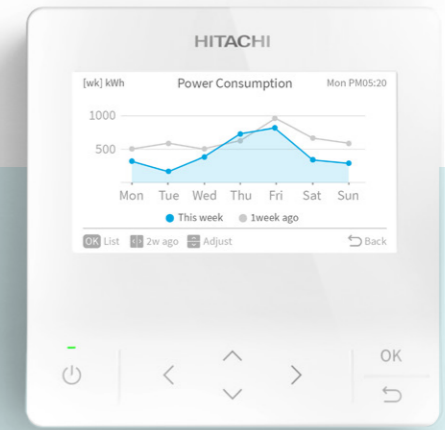 HITACHI
[wk] kWh Power Consumption Mon PM05:20
1000
500
Mon Tue Wed Thu Fri Sat Sun
This week 1week ago
OK List 2w ago Adjust Back
OK